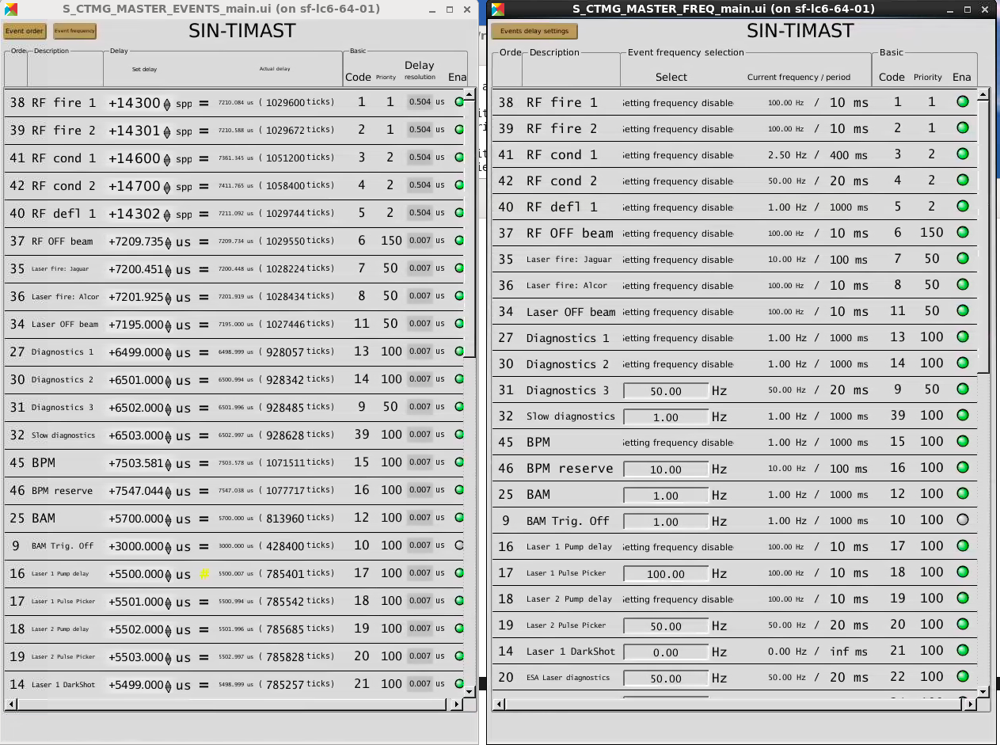 S_CTMG_MASTER_EVENTS_main.ui (on sf-lc6-64-01)
Event order Event frequency SIN-TIMAST
Orde Description Delay Basic
Set delay Actual delay Code Priority Delay resolution Ena
38 RF fire 1 +14300 spp = 7210.084 us ( 1029600 ticks) 1 1 0.504 us
39 RF fire 2 +14301 spp = 7210.588 us ( 1029672 ticks) 2 1 0.504 us
41 RF cond 1 +14600 spp = 7361.345 us ( 1051200 ticks) 3 2 0.504 us
42 RF cond 2 +14700 spp = 7411.765 us ( 1058400 ticks) 4 2 0.504 us
40 RF defl 1 +14302 spp = 7211.092 us ( 1029744 ticks) 5 2 0.504 us
37 RF OFF beam +7209.735 us = 7209.734 us ( 1029550 ticks) 6 150 0.007 us
35 Laser fire: Jaguar +7200.451 us = 7200.448 us ( 1028224 ticks) 7 50 0.007 us
36 Laser fire: Alcor +7201.925 us = 7201.919 us ( 1028434 ticks) 8 50 0.007 us
34 Laser OFF beam +7195.000 us = 7195.000 us ( 1027446 ticks) 11 50 0.007 us
27 Diagnostics 1 +6499.000 us = 6498.999 us ( 928057 ticks) 13 100 0.007 us
30 Diagnostics 2 +6501.000 us = 6500.994 us ( 928342 ticks) 14 100 0.007 us
31 Diagnostics 3 +6502.000 us = 6501.996 us ( 928485 ticks) 9 50 0.007 us
32 Slow diagnostics +6503.000 us = 6502.997 us ( 928628 ticks) 39 100 0.007 us
45 BPM +7503.581 us = 7503.578 us ( 1071511 ticks) 15 100 0.007 us
46 BPM reserve +7547.044 us = 7547.038 us ( 1077717 ticks) 16 100 0.007 us
25 BAM +5700.000 us = 5700.000 us ( 813960 ticks) 12 100 0.007 us
9 BAM Trig. Off +3000.000 us = 3000.000 us ( 428400 ticks) 10 100 0.007 us
16 Laser 1 Pump delay +5500.000 us # 5500.007 us ( 785401 ticks) 17 100 0.007 us
17 Laser 1 Pulse Picker +5501.000 us = 5500.994 us ( 785542 ticks) 18 100 0.007 us
18 Laser 2 Pump delay +5502.000 us = 5501.996 us ( 785685 ticks) 19 100 0.007 us
19 Laser 2 Pulse Picker +5503.000 us = 5502.997 us ( 785828 ticks) 20 100 0.007 us
14 Laser 1 DarkShot +5499.000 us = 5498.999 us ( 785257 ticks) 21 100 0.007 us
S_CTMG_MASTER_FREQ_main.ui (on sf-lc6-64-01)
Events delay settings SIN-TIMAST
Orde Description Event frequency selection Basic
Select Current frequency / period Code Priority Ena
38 RF fire 1 etting frequency disable 100.00 Hz / 10 ms 1 1
39 RF fire 2 etting frequency disable 100.00 Hz / 10 ms 2 1
41 RF cond 1 etting frequency disable 2.50 Hz / 400 ms 3 2
42 RF cond 2 etting frequency disable 50.00 Hz / 20 ms 4 2
40 RF defl 1 etting frequency disable 1.00 Hz / 1000 ms 5 2
37 RF OFF beam etting frequency disable 100.00 Hz / 10 ms 6 150
35 Laser fire: Jaguar etting frequency disable 10.00 Hz / 100 ms 7 50
36 Laser fire: Alcor etting frequency disable 100.00 Hz / 10 ms 8 50
34 Laser OFF beam etting frequency disable 100.00 Hz / 10 ms 11 50
27 Diagnostics 1 etting frequency disable 1.00 Hz / 1000 ms 13 100
30 Diagnostics 2 etting frequency disable 1.00 Hz / 1000 ms 14 100
31 Diagnostics 3 50.00 Hz 50.00 Hz / 20 ms 9 50
32 Slow diagnostics 1.00 Hz 1.00 Hz / 1000 ms 39 100
45 BPM etting frequency disable 1.00 Hz / 1000 ms 15 100
46 BPM reserve 10.00 Hz 10.00 Hz / 100 ms 16 100
25 BAM 1.00 Hz 1.00 Hz / 1000 ms 12 100
9 BAM Trig. Off 1.00 Hz 1.00 Hz / 1000 ms 10 100
16 Laser 1 Pump delay etting frequency disable 100.00 Hz / 10 ms 17 100
17 Laser 1 Pulse Picker 100.00 Hz 100.00 Hz / 10 ms 18 100
18 Laser 2 Pump delay etting frequency disable 100.00 Hz / 10 ms 19 100
19 Laser 2 Pulse Picker 50.00 Hz 50.00 Hz / 20 ms 20 100
14 Laser 1 DarkShot 0.00 Hz 0.00 Hz / inf ms 21 100
20 ESA Laser diagnostics 50.00 Hz 50.00 Hz / 20 ms 22 100